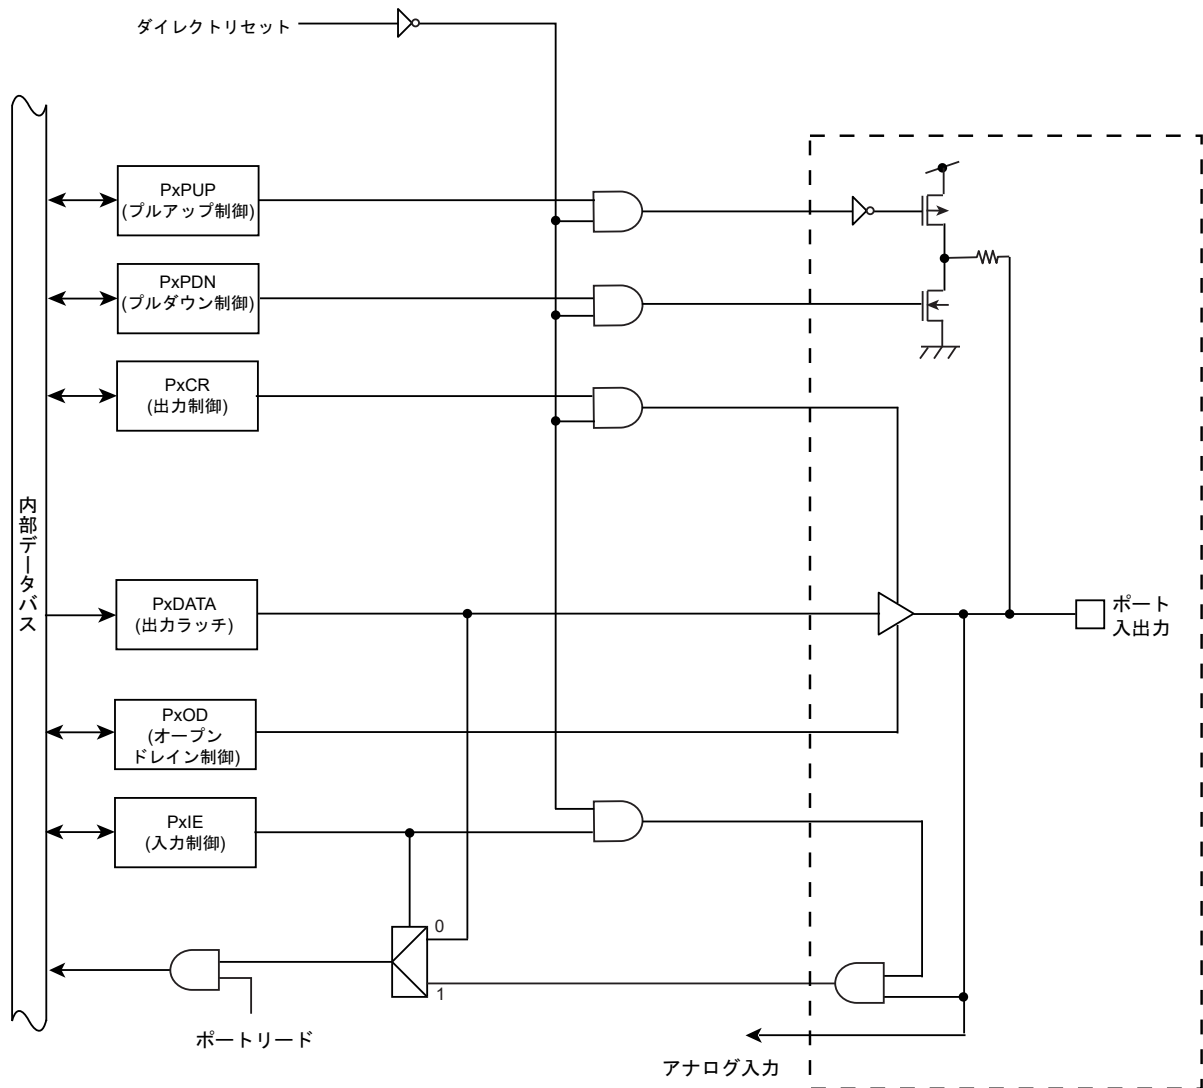 ダイレクトリセット
PxPUP
(プルアップ制御)
PxPDN
(プルダウン制御)
PxCR
(出力制御)
内部データバス
PxDATA
(出力ラッチ)
ポート
入出力
PxOD
(オープン
ドレイン制御)
PxIE
(入力制御)
0
1
ポートリード
アナログ入力